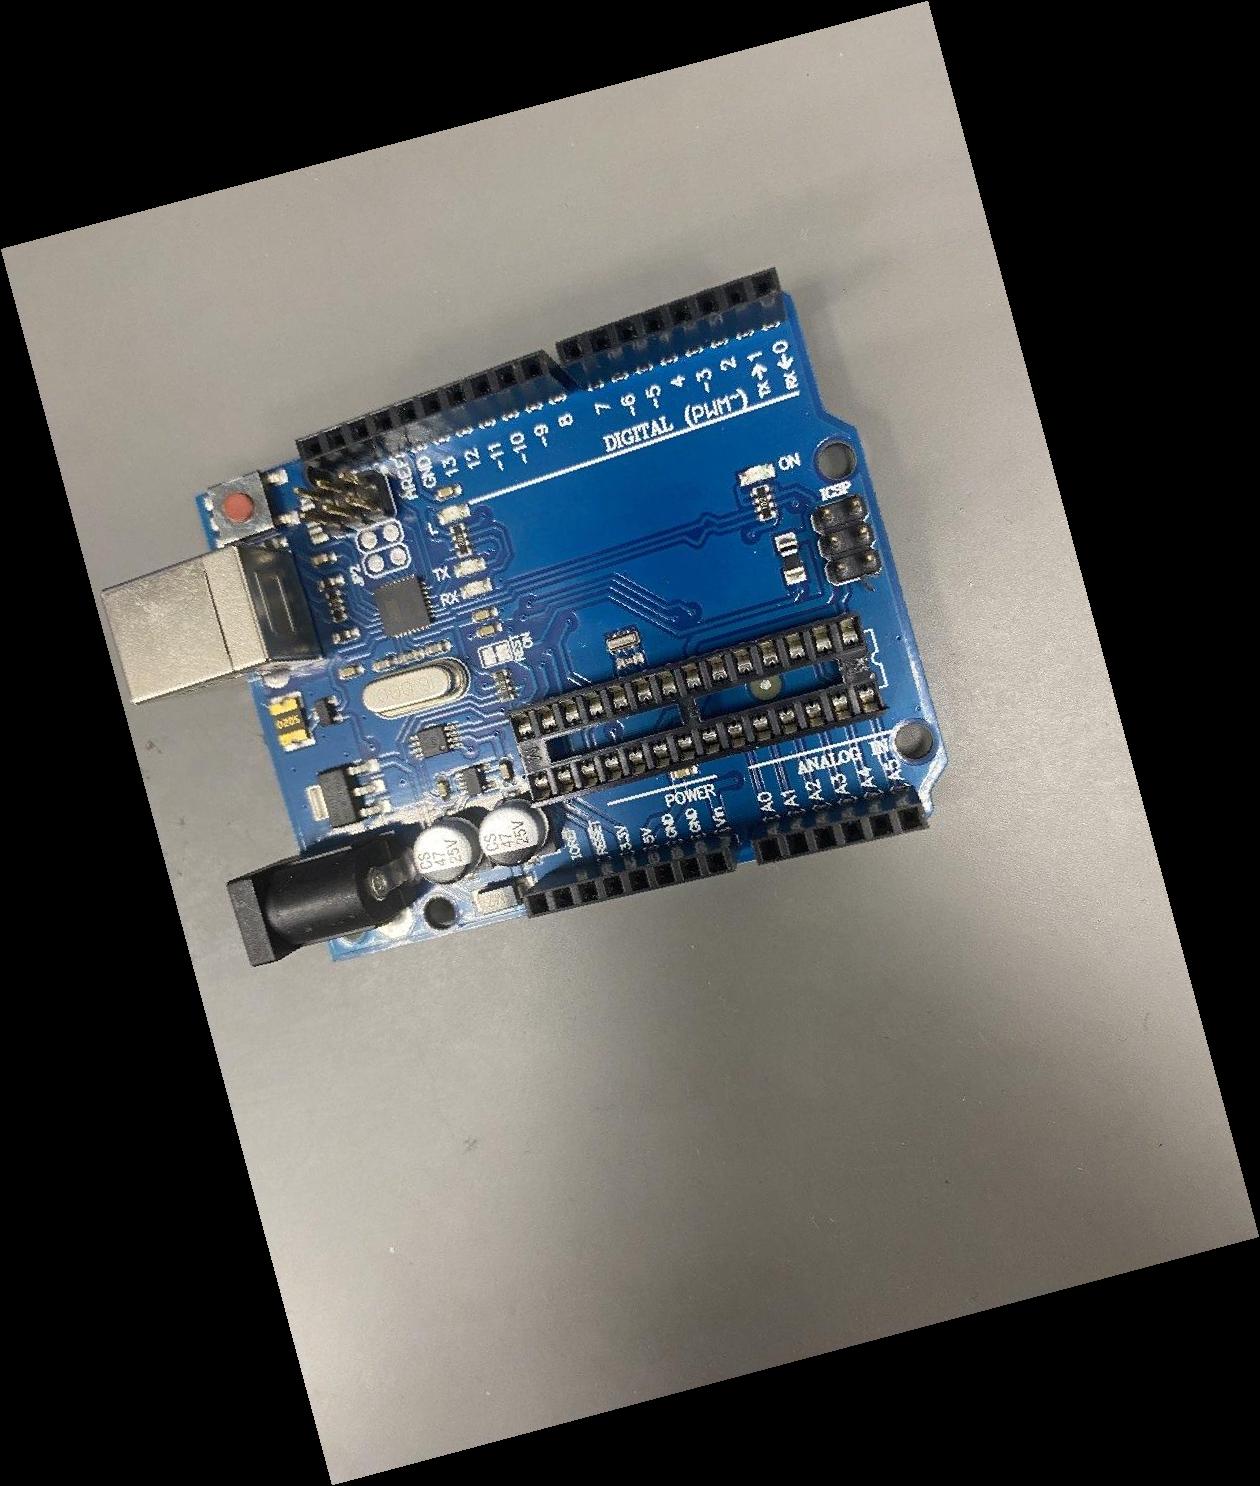 AREF
GND
13
12
~11
~10
~9
8
7
~6
~5
4
~3
2
TX→1
RX←0
DIGITAL (PWM~)
ON
ICSP
L
TX
RX
JP2
ANALOG IN
POWER
IOREF
RESET
3.3V
5V
GND
GND
Vin
A0
A1
A2
A3
A4
A5
CS
47
25V
CS
47
25V